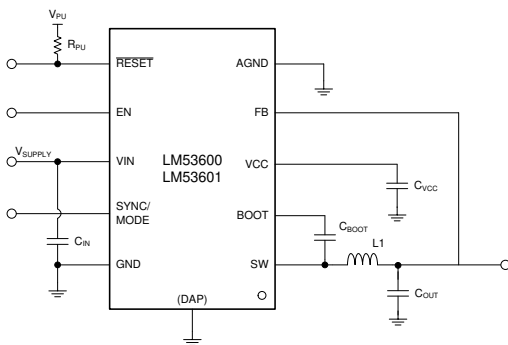 VPU
RPU
RESET
AGND
EN
FB
VSUPPLY
VIN
LM53600
LM53601
VCC
CVCC
SYNC/
MODE
BOOT
CBOOT
L1
CIN
GND
SW
COUT
(DAP)